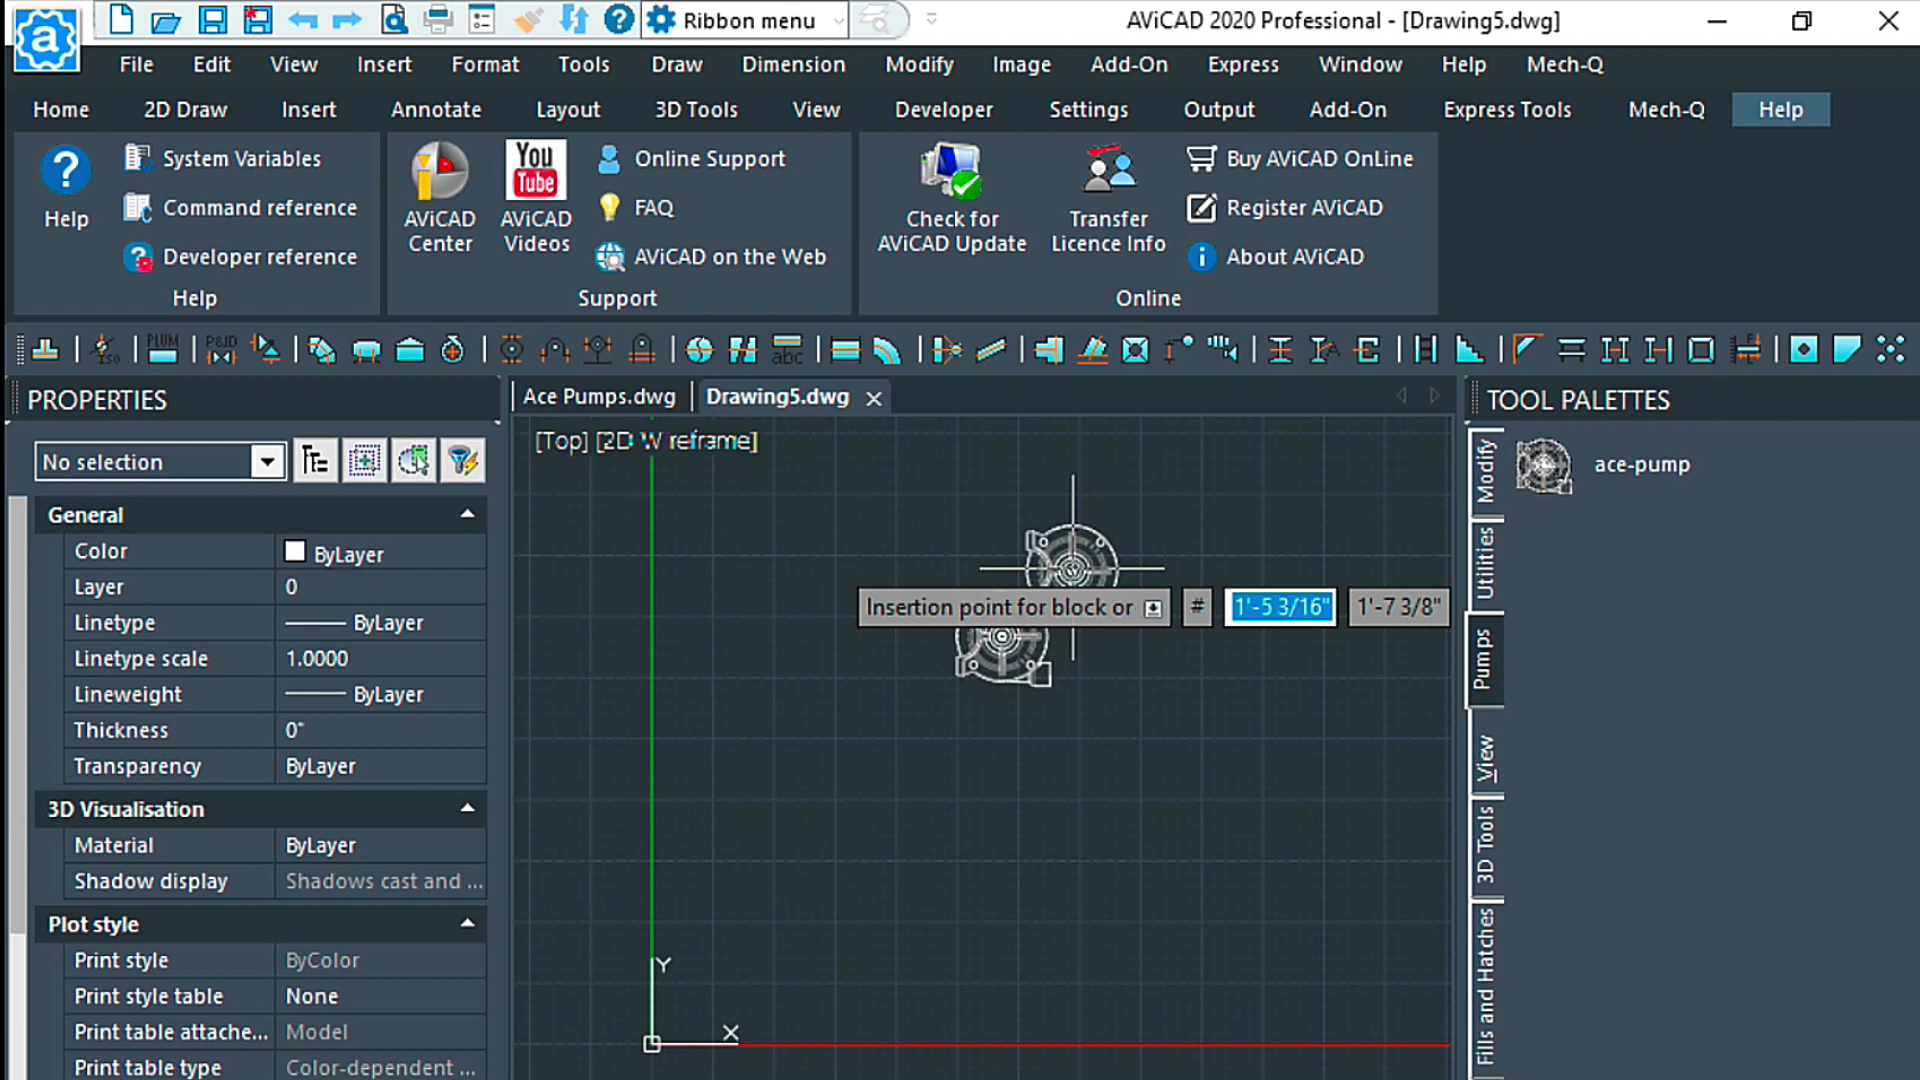 a
Ribbon menu
AViCAD 2020 Professional - [Drawing5.dwg]
File Edit View Insert Format Tools Draw Dimension Modify Image Add-On Express Window Help Mech-Q
Home 2D Draw Insert Annotate Layout 3D Tools View Developer Settings Output Add-On Express Tools Mech-Q Help
Help
System Variables
Command reference
Developer reference
Help
AViCAD
Center
You
Tube
AViCAD
Videos
Online Support
FAQ
AViCAD on the Web
Support
Check for
AViCAD Update
Transfer
Licence Info
Buy AViCAD OnLine
Register AViCAD
About AViCAD
Online
ISO
PLUM
P&ID
abc
PROPERTIES
No selection
General
Color ByLayer
Layer 0
Linetype ByLayer
Linetype scale 1.0000
Lineweight ByLayer
Thickness 0"
Transparency ByLayer
3D Visualisation
Material ByLayer
Shadow display Shadows cast and ...
Plot style
Print style ByColor
Print style table None
Print table attache... Model
Print table type Color-dependent ...
Ace Pumps.dwg Drawing5.dwg
[Top] [2D Wireframe]
Insertion point for block or # 1'-5 3/16" 1'-7 3/8"
Y
X
TOOL PALETTES
Modify
Utilities
Pumps
View
3D Tools
Fills and Hatches
ace-pump